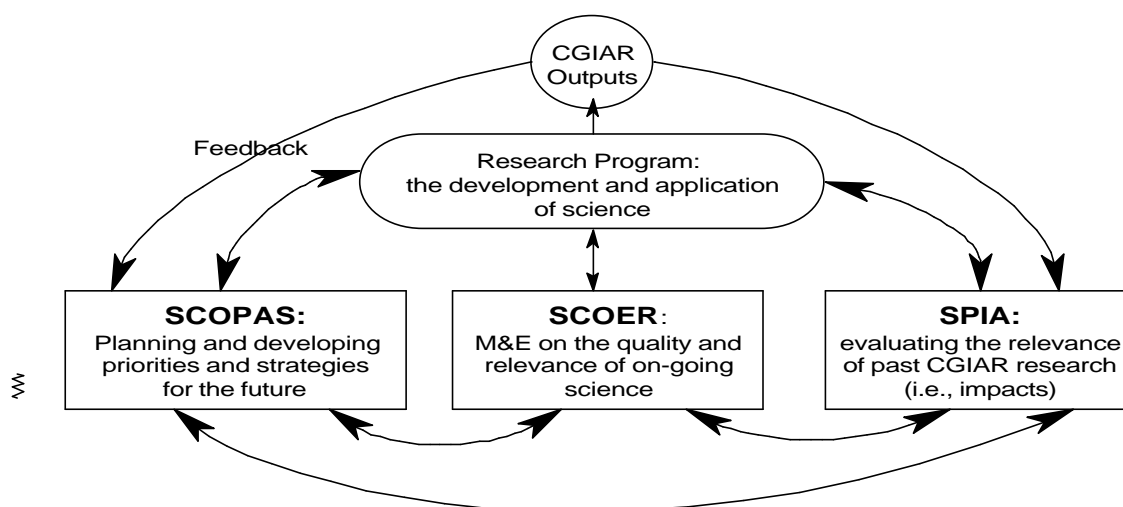 CGIAR
Outputs
Feedback
Research Program:
the development and application
of science
SCOPAS:
Planning and developing
priorities and strategies
for the future
SCOER:
M&E on the quality and
relevance of on-going
science
SPIA:
evaluating the relevance
of past CGIAR research
(i.e., impacts)